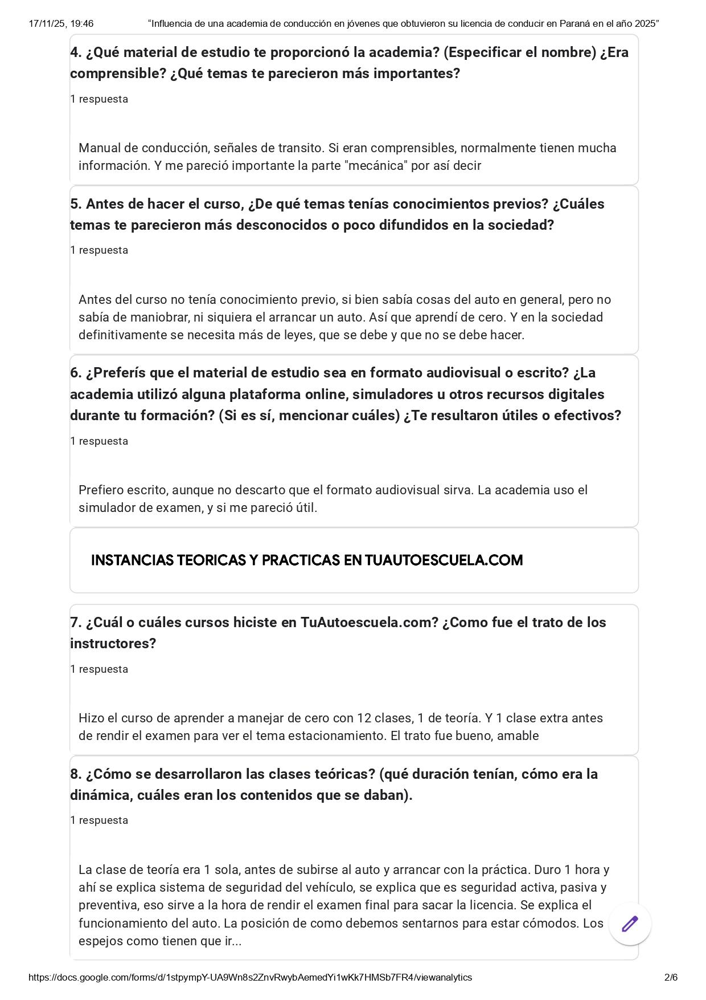 17/11/25, 19:46 “Influencia de una academia de conducción en jóvenes que obtuvieron su licencia de conducir en Paraná en el año 2025”
4. ¿Qué material de estudio te proporcionó la academia? (Especificar el nombre) ¿Era
comprensible? ¿Qué temas te parecieron más importantes?
1 respuesta
Manual de conducción, señales de transito. Si eran comprensibles, normalmente tienen mucha
información. Y me pareció importante la parte "mecánica" por así decir
5. Antes de hacer el curso, ¿De qué temas tenías conocimientos previos? ¿Cuáles
temas te parecieron más desconocidos o poco difundidos en la sociedad?
1 respuesta
Antes del curso no tenía conocimiento previo, si bien sabía cosas del auto en general, pero no
sabía de maniobrar, ni siquiera el arrancar un auto. Así que aprendí de cero. Y en la sociedad
definitivamente se necesita más de leyes, que se debe y que no se debe hacer.
6. ¿Preferís que el material de estudio sea en formato audiovisual o escrito? ¿La
academia utilizó alguna plataforma online, simuladores u otros recursos digitales
durante tu formación? (Si es sí, mencionar cuáles) ¿Te resultaron útiles o efectivos?
1 respuesta
Prefiero escrito, aunque no descarto que el formato audiovisual sirva. La academia uso el
simulador de examen, y si me pareció útil.
INSTANCIAS TEORICAS Y PRACTICAS EN TUAUTOESCUELA.COM
7. ¿Cuál o cuáles cursos hiciste en TuAutoescuela.com? ¿Como fue el trato de los
instructores?
1 respuesta
Hizo el curso de aprender a manejar de cero con 12 clases, 1 de teoría. Y 1 clase extra antes
de rendir el examen para ver el tema estacionamiento. El trato fue bueno, amable
8. ¿Cómo se desarrollaron las clases teóricas? (qué duración tenían, cómo era la
dinámica, cuáles eran los contenidos que se daban).
1 respuesta
La clase de teoría era 1 sola, antes de subirse al auto y arrancar con la práctica. Duro 1 hora y
ahí se explica sistema de seguridad del vehículo, se explica que es seguridad activa, pasiva y
preventiva, eso sirve a la hora de rendir el examen final para sacar la licencia. Se explica el
funcionamiento del auto. La posición de como debemos sentarnos para estar cómodos. Los
espejos como tienen que ir...
https://docs.google.com/forms/d/1stpympY-UA9Wn8s2ZnvRwybAemedYi1wKk7HMSb7FR4/viewanalytics 2/6